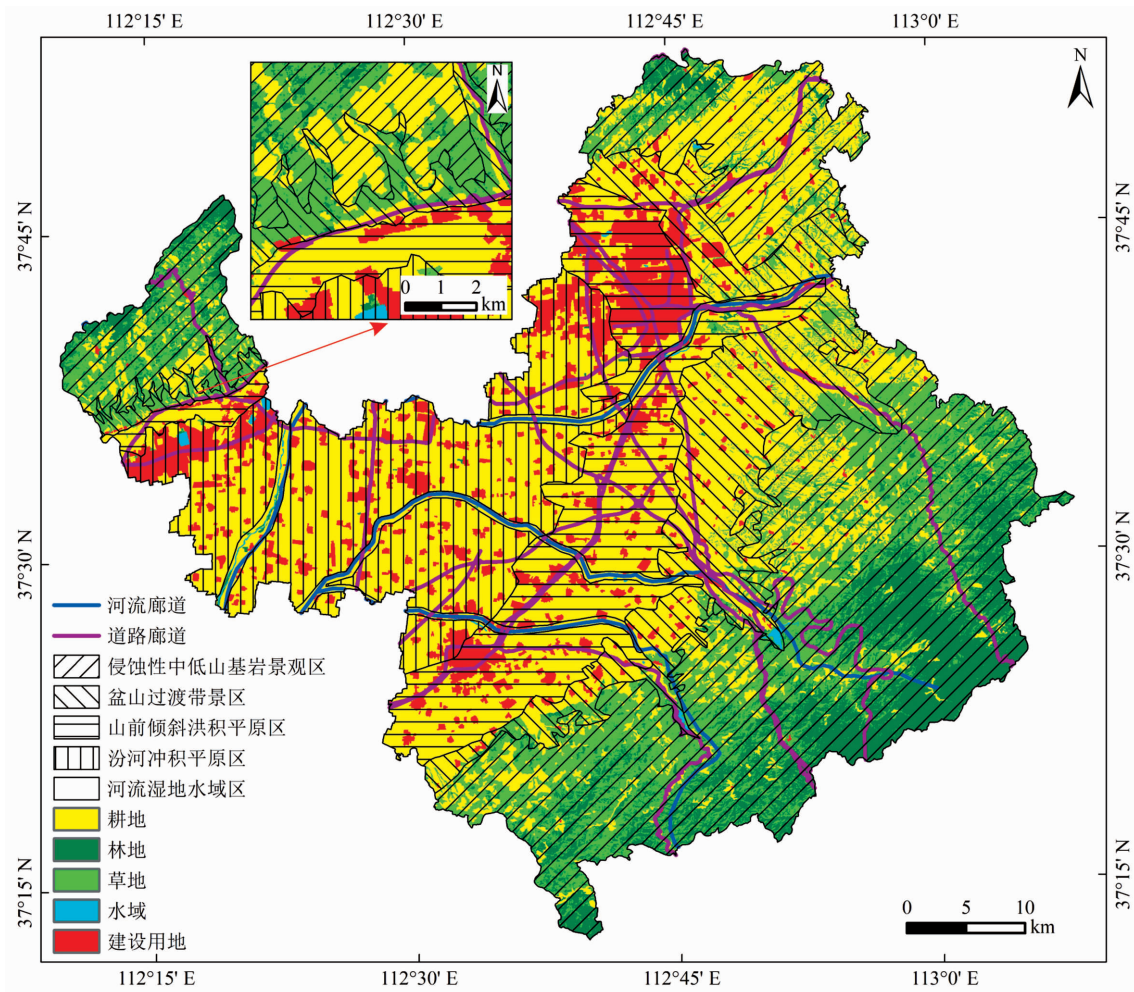 112°15′ E 112°30′ E 112°45′ E 113°0′ E
N
N
37°45′ N
37°45′ N
0 1 2
km
37°30′ N
37°30′ N
河流廊道
道路廊道
侵蚀性中低山基岩景观区
盆山过渡带景区
山前倾斜洪积平原区
汾河冲积平原区
河流湿地水域区
耕地
林地
草地
水域
建设用地
37°15′ N
37°15′ N
0 5 10
km
112°15′ E 112°30′ E 112°45′ E 113°0′ E